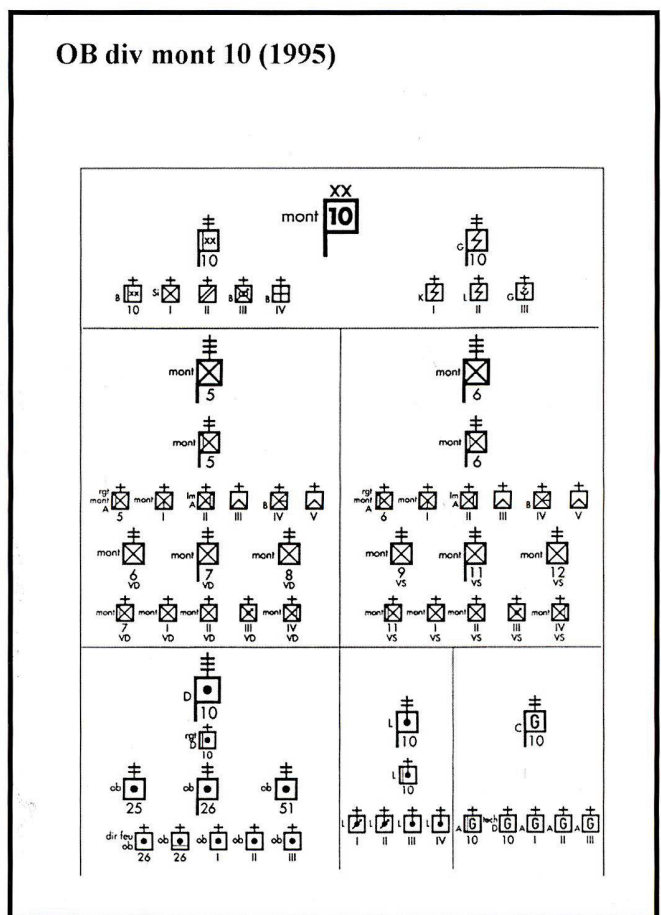 OB div mont 10 (1995)
XX
mont 10
xx
10
G
10
B xx Si B B
10 I II III IV
K L G
I II III
mont
5
mont
6
mont
5
mont
6
rgt mont A mont lm A B
5 I II III IV V
rgt mont A mont lm A B
6 I II III IV V
mont mont mont
6 7 8
VD VD VD
mont mont mont
9 11 12
VS VS VS
mont mont mont mont
7 I II III IV
VD VD VD VD VD
mont mont mont mont
11 I II III IV
VS VS VS VS VS
D
10
L
10
C G
10
rgt D
10
L
10
ob ob ob
25 26 51
dir feu ob ob ob ob ob
26 26 I II III
L L L L
I II III IV
A G tech D G A G A G A G
10 10 I II III